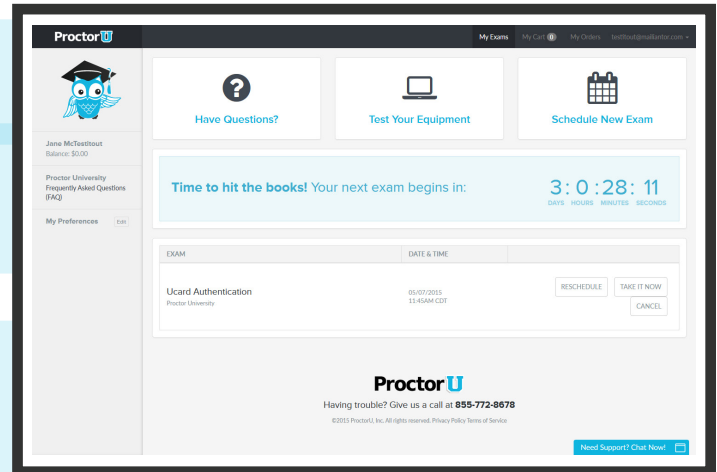 ProctorU
My Exams My Cart 0 My Orders testitout@mailiantor.com
Have Questions?
Test Your Equipment
Schedule New Exam
Jane McTestitout
Balance: $0.00
Proctor University
Frequently Asked Questions
(FAQ)
My Preferences Edit
Time to hit the books! Your next exam begins in:
3: 0 :28: 11
DAYS HOURS MINUTES SECONDS
EXAM DATE & TIME
Ucard Authentication
Proctor University
05/07/2015
11:45AM CDT
RESCHEDULE TAKE IT NOW
CANCEL
ProctorU
Having trouble? Give us a call at 855-772-8678
©2015 ProctorU, Inc. All rights reserved. Privacy Policy Terms of Service
Need Support? Chat Now!